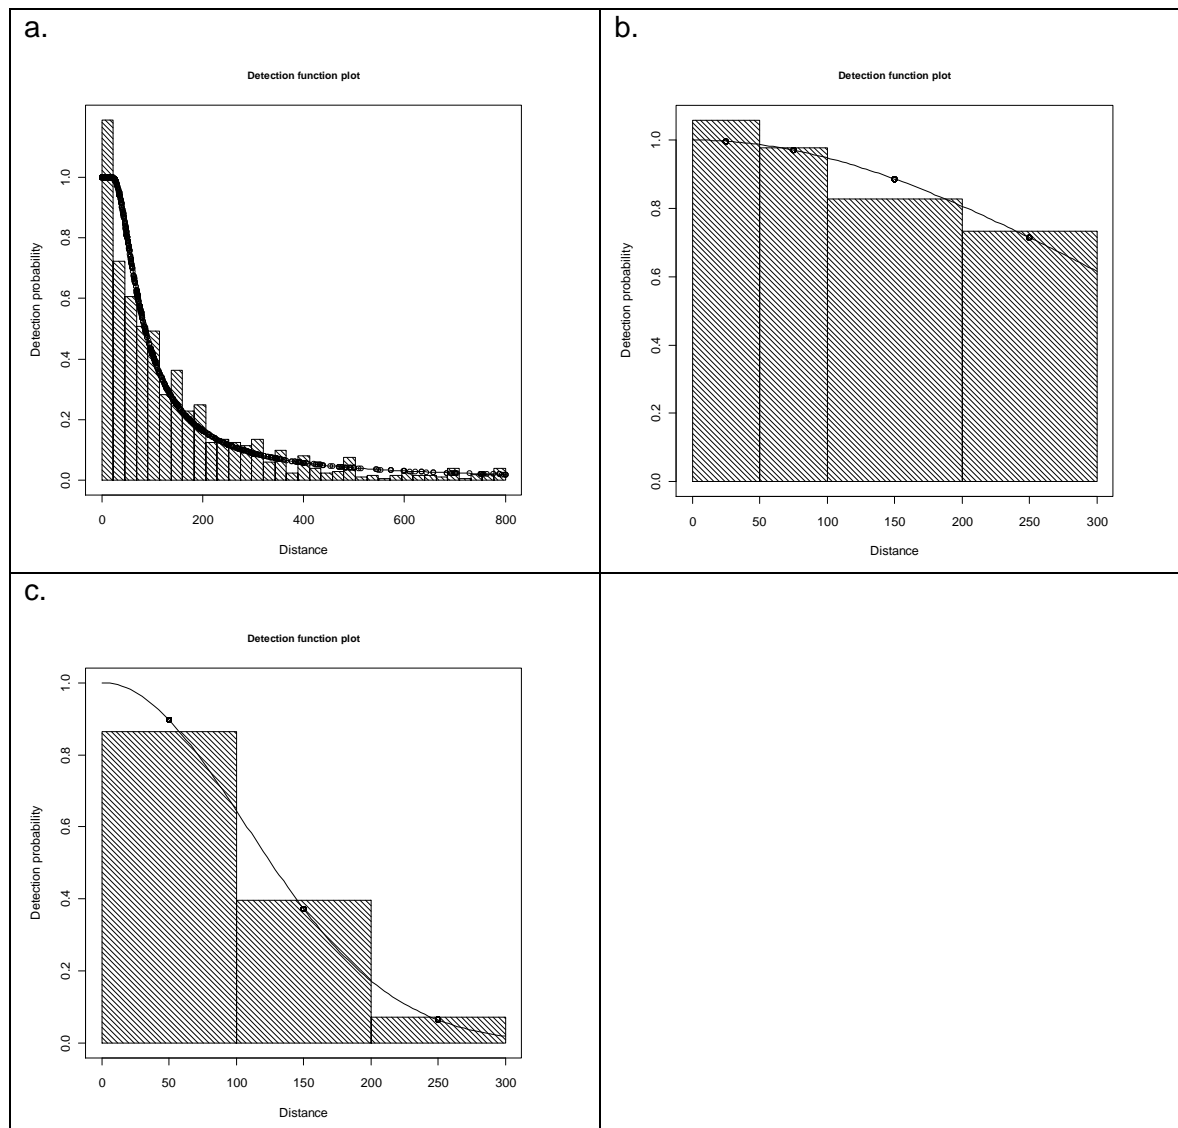 a.
Detection function plot
Detection probability
1.0
0.8
0.6
0.4
0.2
0.0
0 200 400 600 800
Distance
b.
Detection function plot
Detection probability
1.0
0.8
0.6
0.4
0.2
0.0
0 50 100 150 200 250 300
Distance
c.
Detection function plot
Detection probability
1.0
0.8
0.6
0.4
0.2
0.0
0 50 100 150 200 250 300
Distance